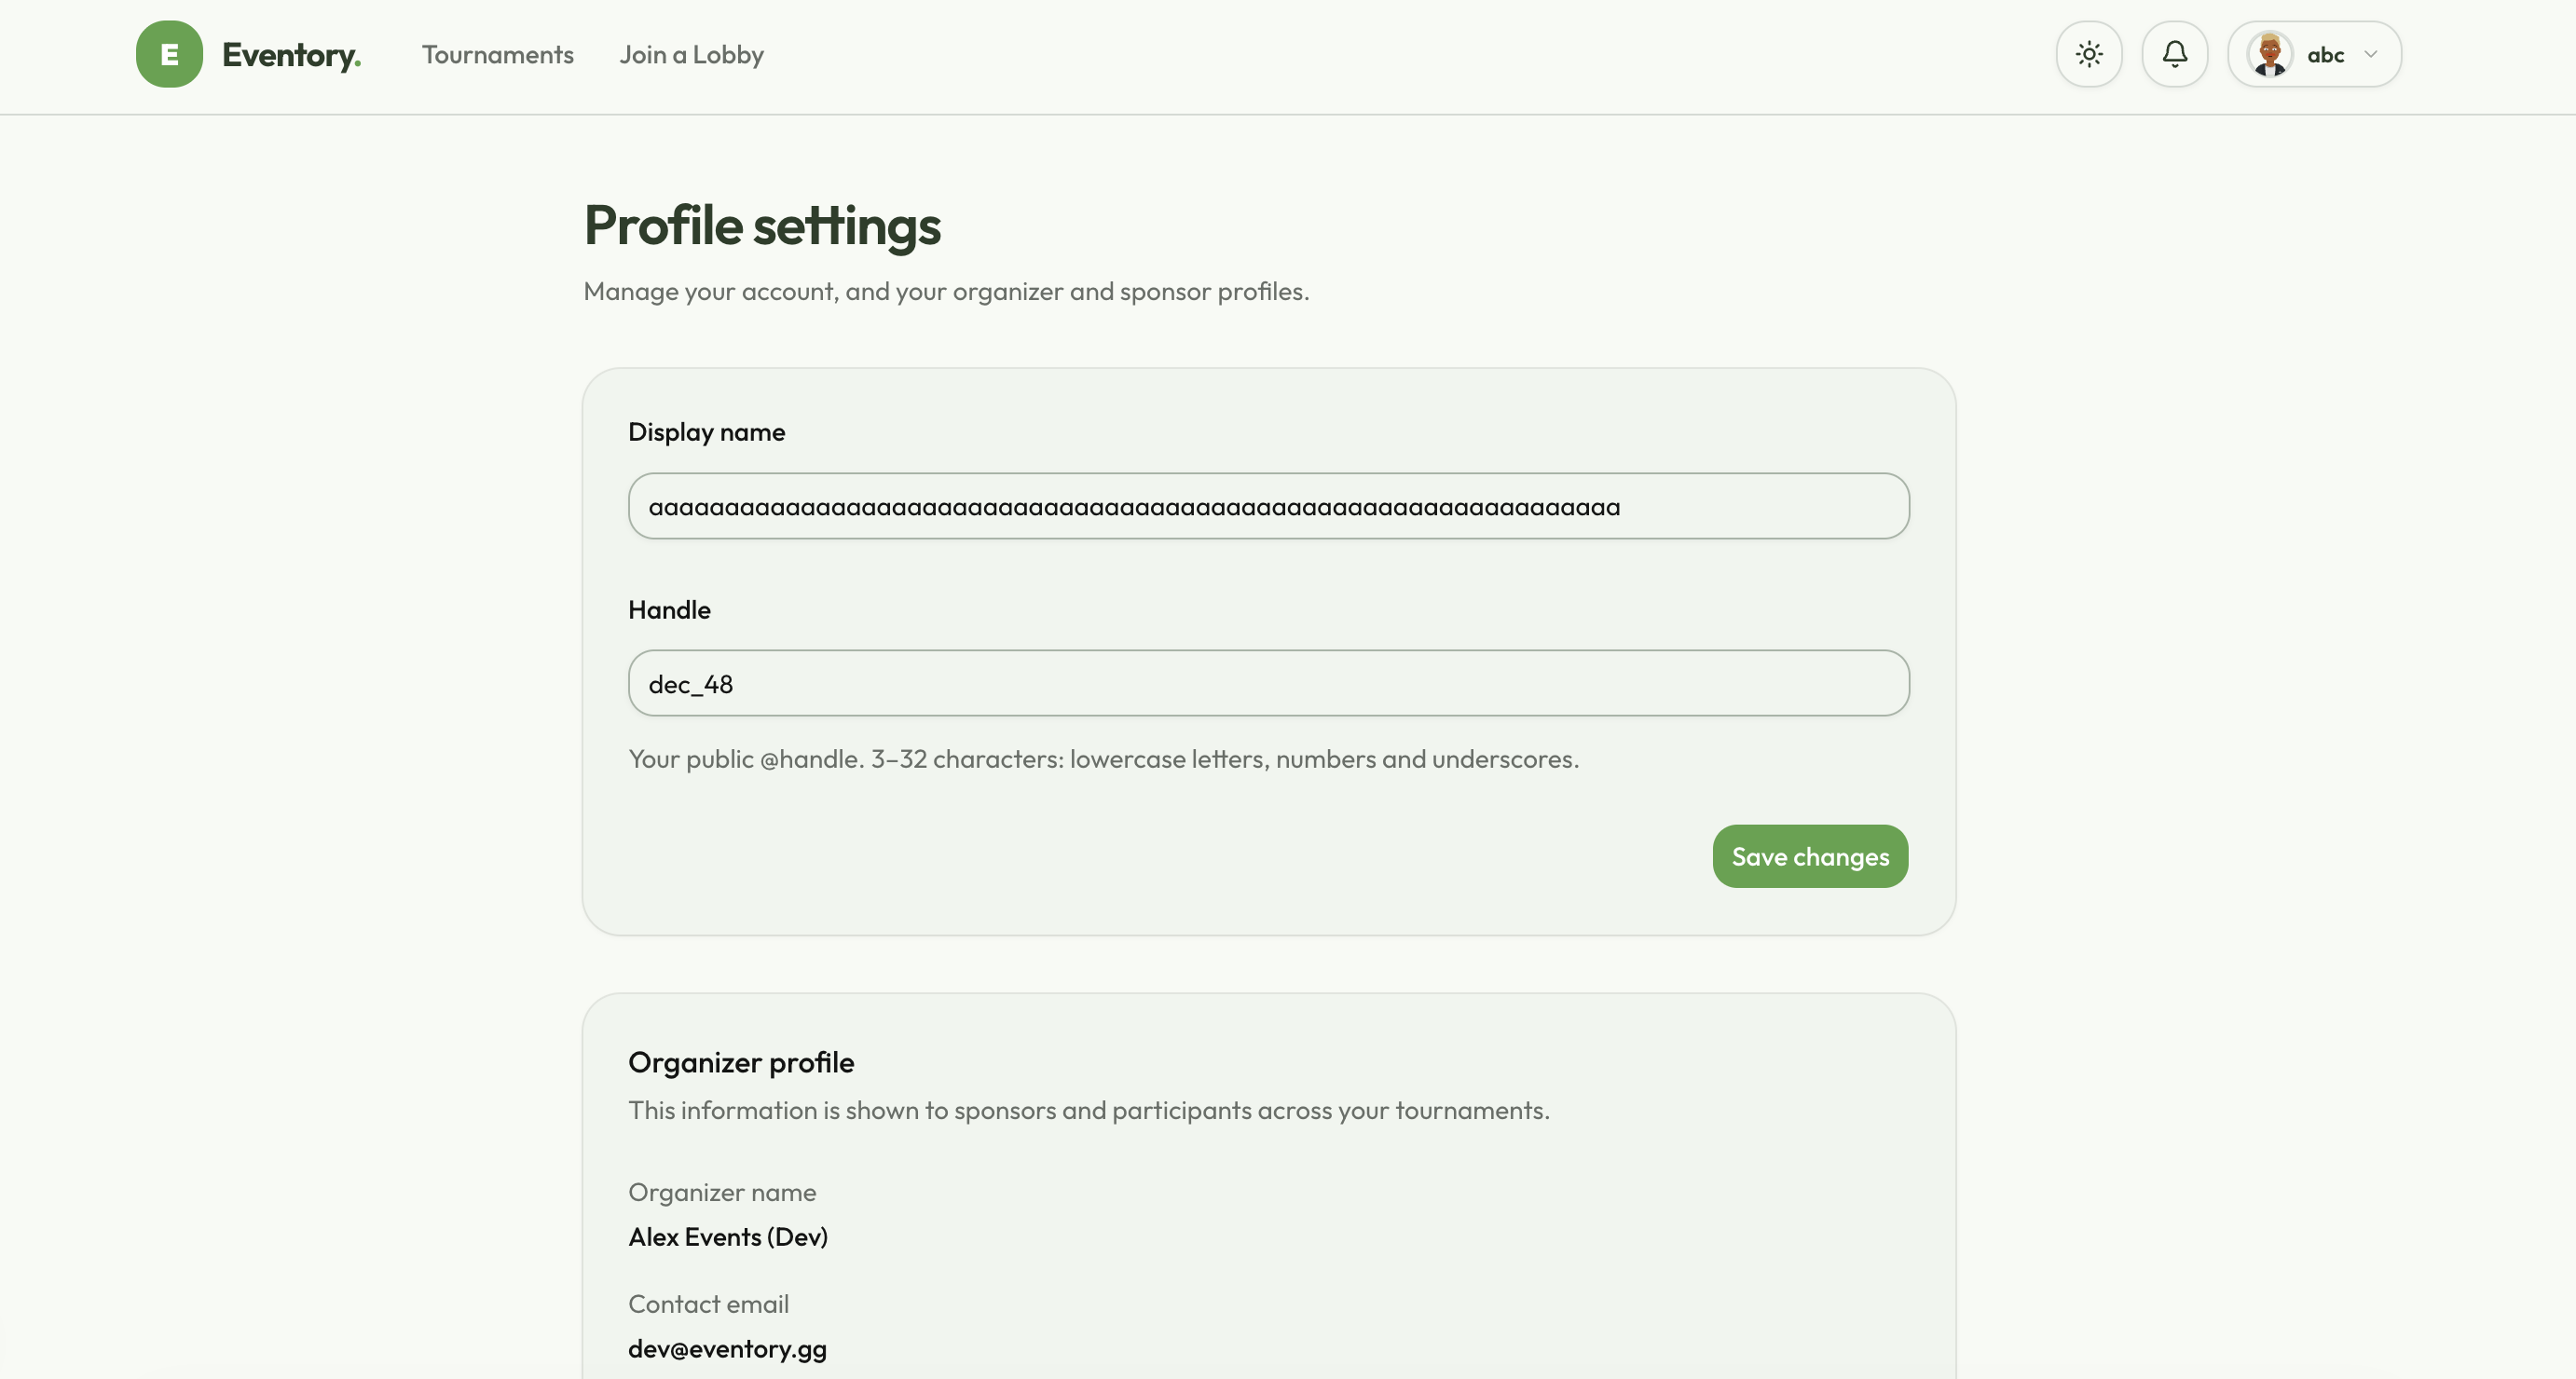 E
Eventory.
Tournaments
Join a Lobby
abc
Profile settings
Manage your account, and your organizer and sponsor profiles.
Display name
aaaaaaaaaaaaaaaaaaaaaaaaaaaaaaaaaaaaaaaaaaaaaaaaaaaaaaaaaaaaaaaa
Handle
dec_48
Your public @handle. 3–32 characters: lowercase letters, numbers and underscores.
Save changes
Organizer profile
This information is shown to sponsors and participants across your tournaments.
Organizer name
Alex Events (Dev)
Contact email
dev@eventory.gg